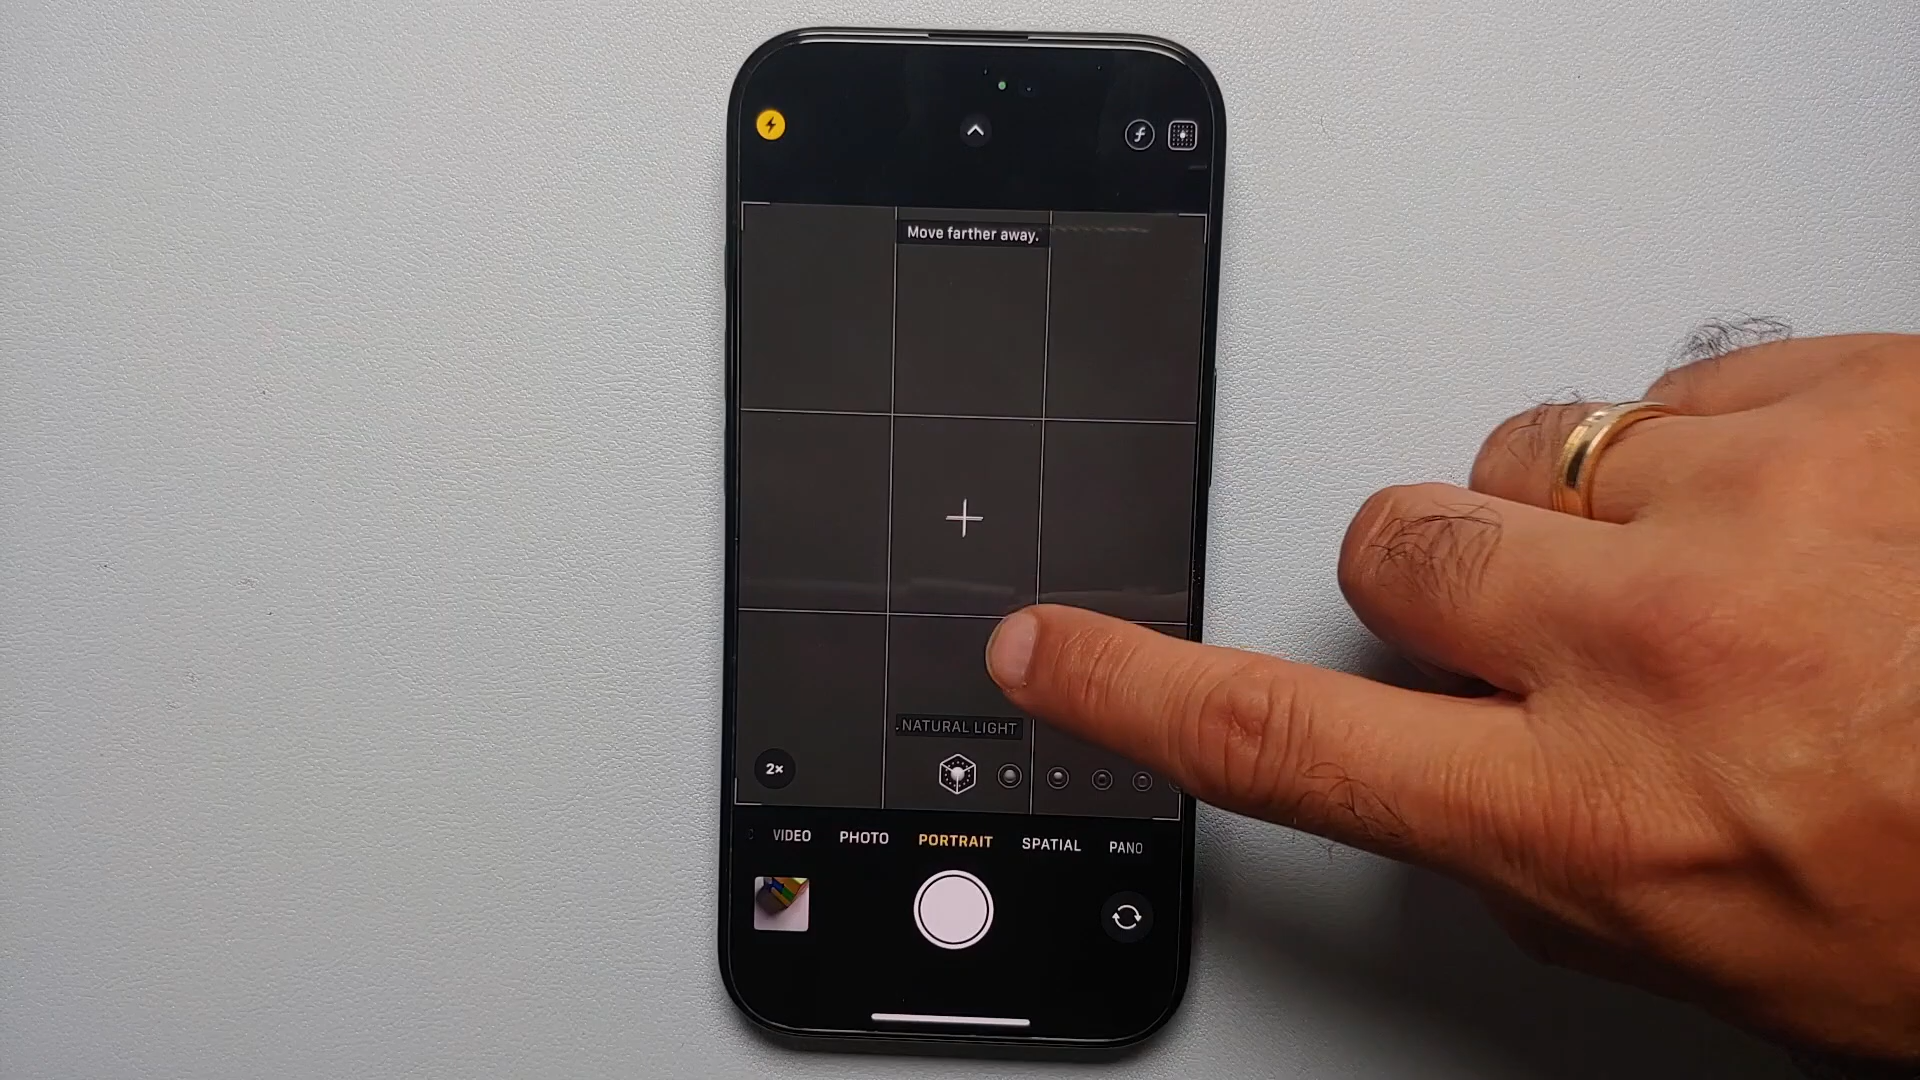 Move farther away.
NATURAL LIGHT
2×
VIDEO PHOTO PORTRAIT SPATIAL PANO